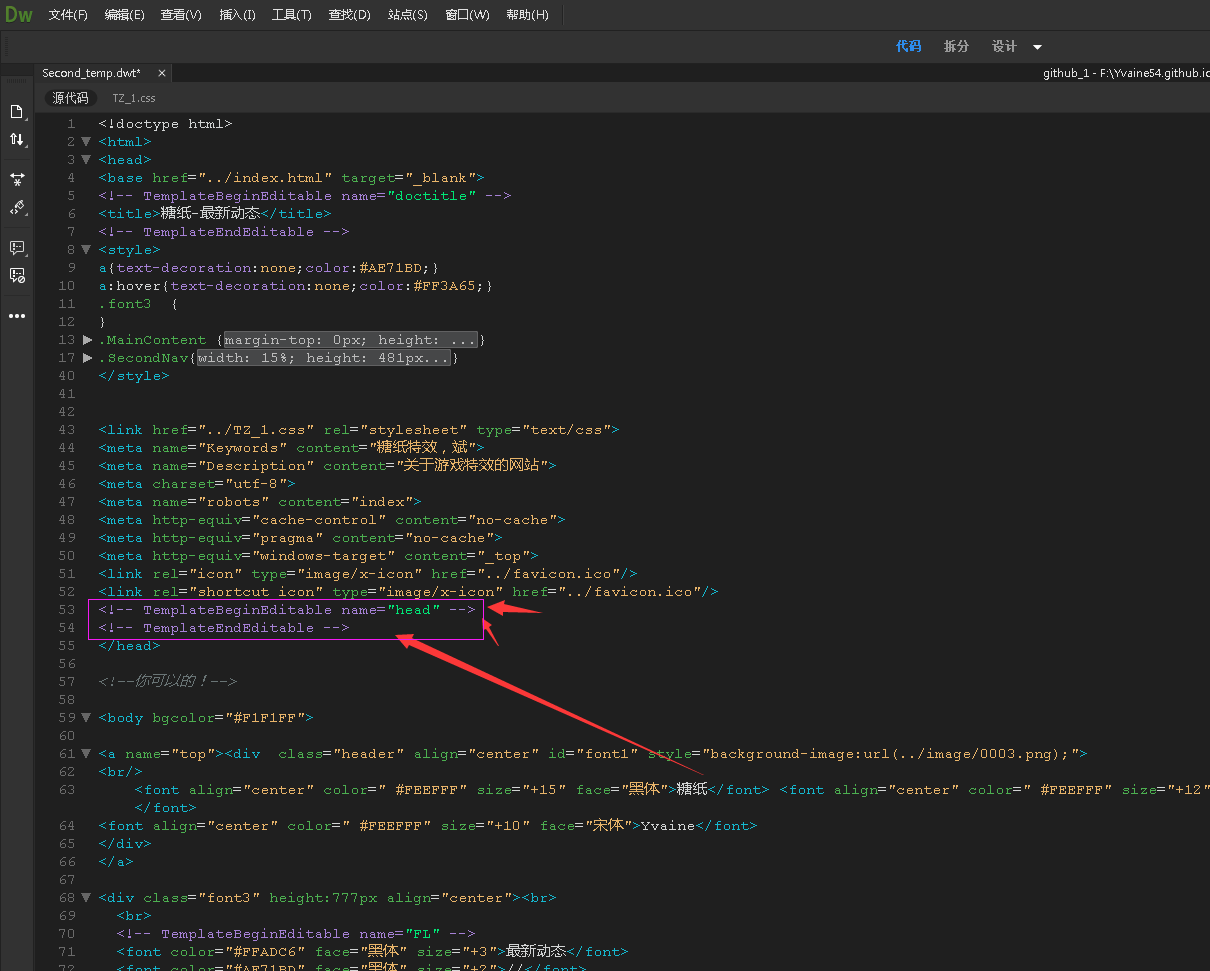 Dw 文件(F) 编辑(E) 查看(V) 插入(I) 工具(T) 查找(D) 站点(S) 窗口(W) 帮助(H)
代码 拆分 设计
Second_temp.dwt* × github_1 - F:\Yvaine54.github.io
源代码 TZ_1.css
1 <!doctype html>
2 <html>
3 <head>
4 <base href="../index.html" target="_blank">
5 <!-- TemplateBeginEditable name="doctitle" -->
6 <title>糖纸-最新动态</title>
7 <!-- TemplateEndEditable -->
8 <style>
9 a{text-decoration:none;color:#AE71BD;}
10 a:hover{text-decoration:none;color:#FF3A65;}
11 .font3  {
12 }
13 .MainContent {margin-top: 0px; height: ...}
17 .SecondNav{width: 15%; height: 481px...}
40 </style>
41
42
43 <link href="../TZ_1.css" rel="stylesheet" type="text/css">
44 <meta name="Keywords" content="糖纸特效，斌">
45 <meta name="Description" content="关于游戏特效的网站">
46 <meta charset="utf-8">
47 <meta name="robots" content="index">
48 <meta http-equiv="cache-control" content="no-cache">
49 <meta http-equiv="pragma" content="no-cache">
50 <meta http-equiv="windows-target" content="_top">
51 <link rel="icon" type="image/x-icon" href="../favicon.ico"/>
52 <link rel="shortcut icon" type="image/x-icon" href="../favicon.ico"/>
53 <!-- TemplateBeginEditable name="head" -->
54 <!-- TemplateEndEditable -->
55 </head>
56
57 <!--你可以的！-->
58
59 <body bgcolor="#F1F1FF">
60
61 <a name="top"><div  class="header" align="center" id="font1" style="background-image:url(../image/0003.png);">
62 <br/>
63 <font align="center" color=" #FEEFFF" size="+15" face="黑体">糖纸</font> <font align="center" color=" #FEEFFF" size="+12"
</font>
64 <font align="center" color=" #FEEFFF" size="+10" face="宋体">Yvaine</font>
65 </div>
66 </a>
67
68 <div class="font3" height:777px align="center"><br>
69 <br>
70 <!-- TemplateBeginEditable name="FL" -->
71 <font color="#FFADC6" face="黑体" size="+3">最新动态</font>
72 <font color="#AE71BD" face="黑体" size="+2">//</font>